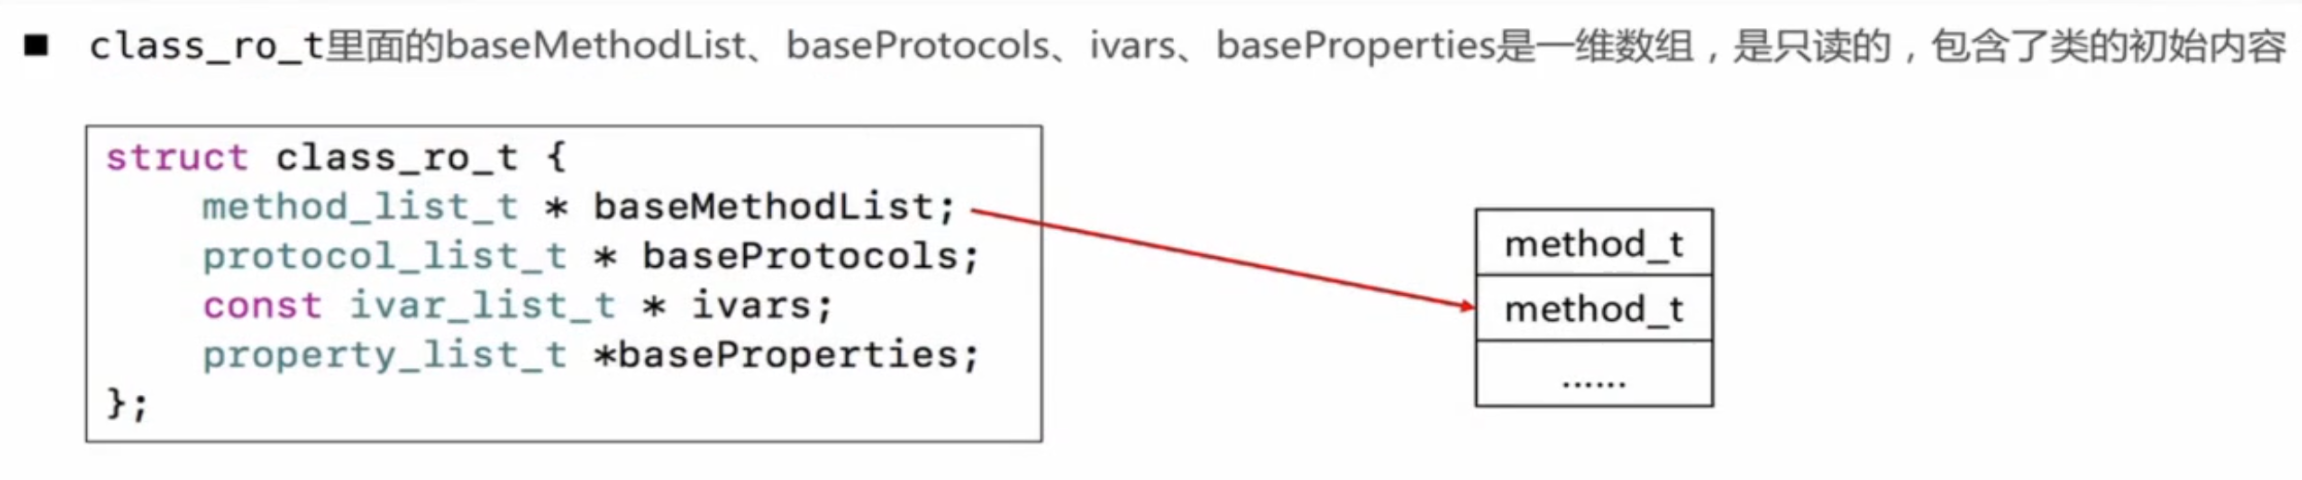 ■ class_ro_t里面的baseMethodList、baseProtocols、ivars、baseProperties是一维数组，是只读的，包含了类的初始内容
struct class_ro_t {
method_list_t * baseMethodList;
protocol_list_t * baseProtocols;
const ivar_list_t * ivars;
property_list_t *baseProperties;
};
method_t
method_t
......